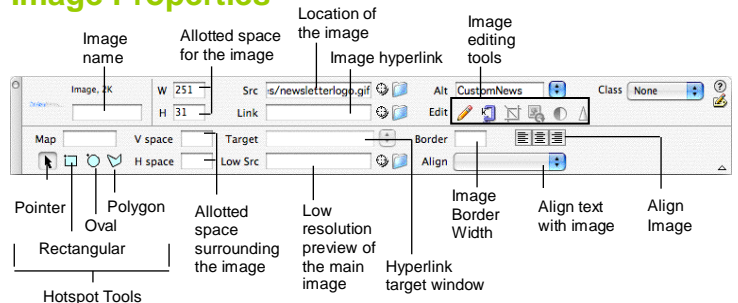 Image Properties
Image name
Allotted space for the image
Location of the image
Image hyperlink
Image editing tools
Image, 2K
W 251
Src s/newsletterlogo.gif
Alt CustomNews
Class None
H 31
Link
Edit
Map
V space
Target
Border
H space
Low Src
Align
Pointer
Oval
Polygon
Rectangular
Hotspot Tools
Allotted space surrounding the image
Low resolution preview of the main image
Hyperlink target window
Image Border Width
Align text with image
Align Image